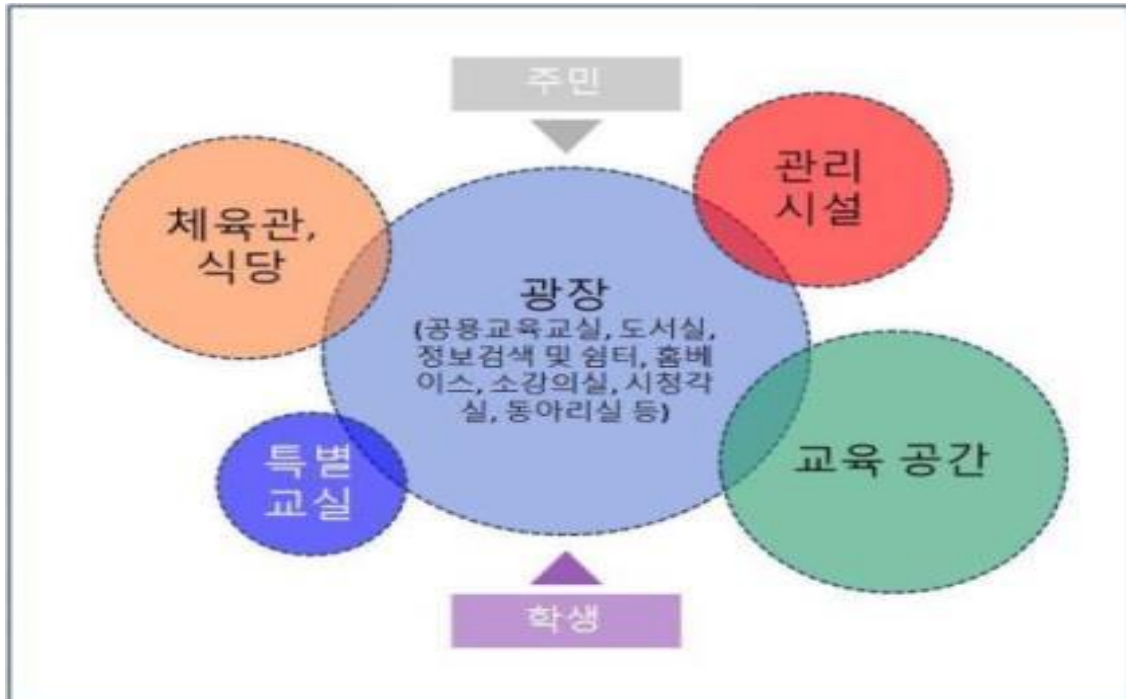 주민
관리
시설
체육관,
식당
광장
(공용교육교실, 도서실,
정보검색 및 쉼터, 홈베
이스, 소강의실, 시청각
실, 동아리실 등)
특별
교실
교육 공간
학생